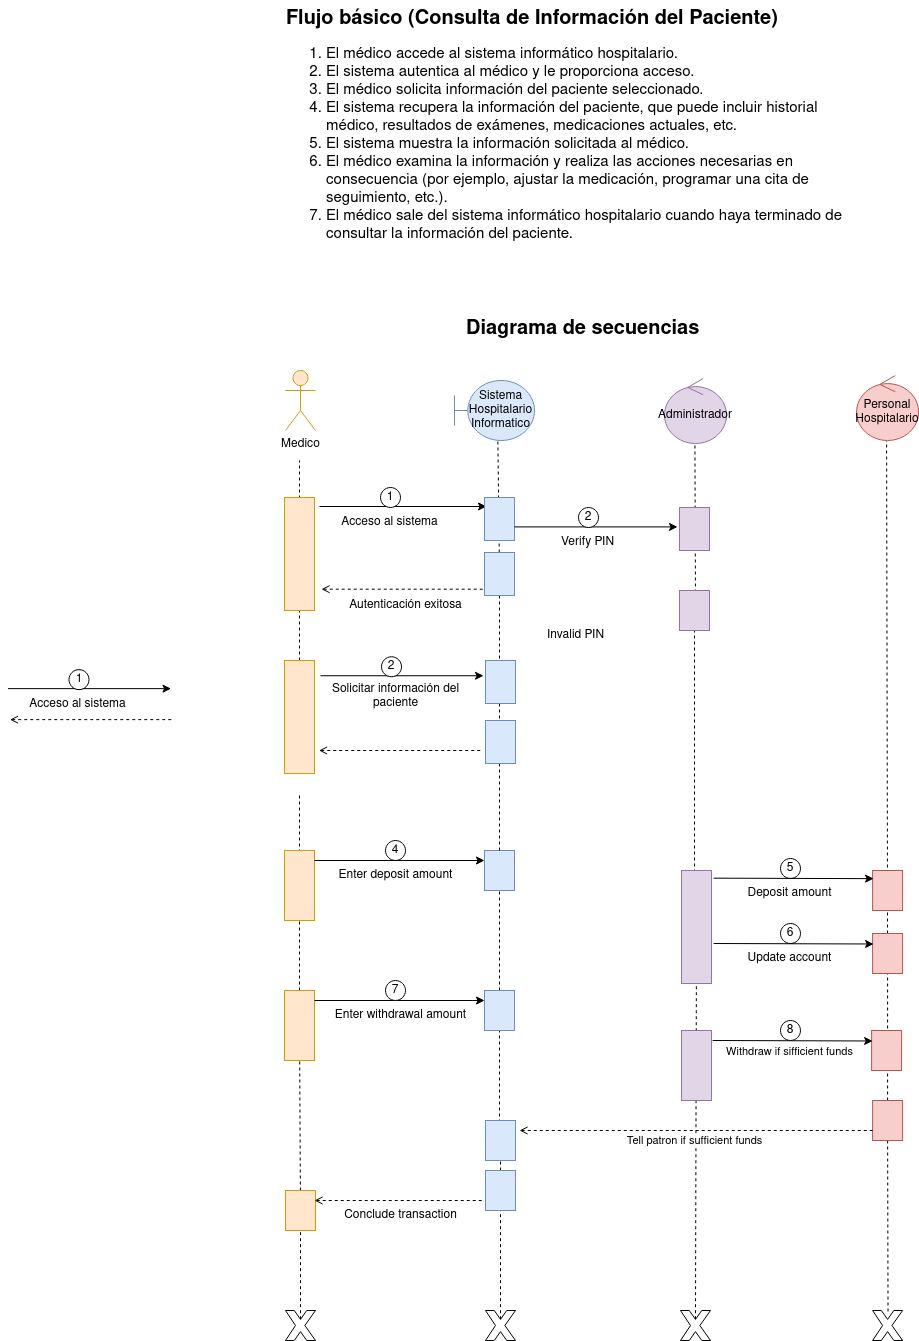 Flujo básico (Consulta de Información del Paciente)
1. El médico accede al sistema informático hospitalario.
2. El sistema autentica al médico y le proporciona acceso.
3. El médico solicita información del paciente seleccionado.
4. El sistema recupera la información del paciente, que puede incluir historial
médico, resultados de exámenes, medicaciones actuales, etc.
5. El sistema muestra la información solicitada al médico.
6. El médico examina la información y realiza las acciones necesarias en
consecuencia (por ejemplo, ajustar la medicación, programar una cita de
seguimiento, etc.).
7. El médico sale del sistema informático hospitalario cuando haya terminado de
consultar la información del paciente.
Diagrama de secuencias
Medico
Sistema
Hospitalario
Informatico
Administrador
Personal
Hospitalario
1
Acceso al sistema
2
Verify PIN
Autenticación exitosa
Invalid PIN
1
Acceso al sistema
2
Solicitar información del
paciente
4
Enter deposit amount
5
Deposit amount
6
Update account
7
Enter withdrawal amount
8
Withdraw if sifficient funds
Tell patron if sufficient funds
Conclude transaction